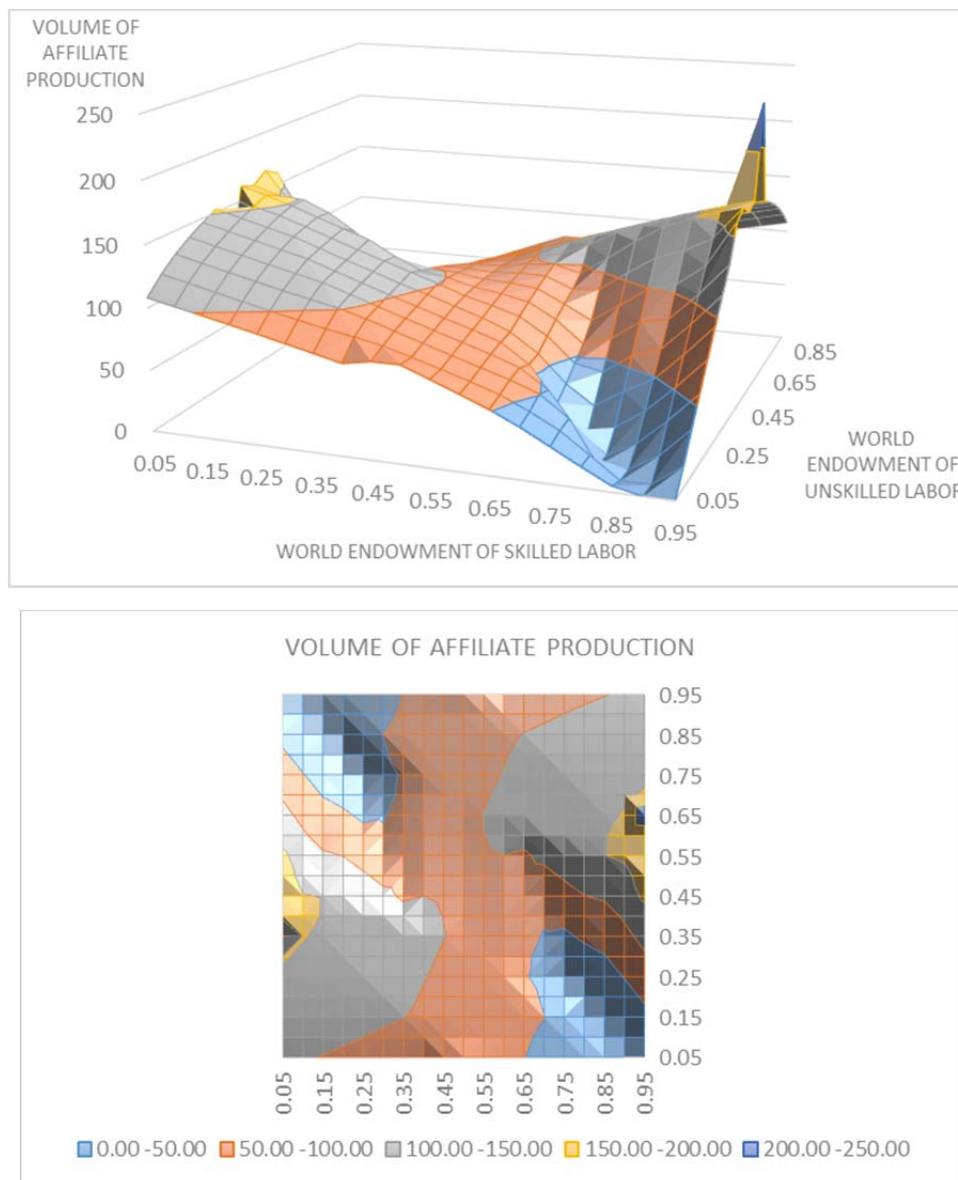 VOLUME OF
AFFILIATE
PRODUCTION
250
200
150
100
50
0
0.05 0.15 0.25 0.35 0.45 0.55 0.65 0.75 0.85 0.95
WORLD ENDOWMENT OF SKILLED LABOR
0.85
0.65
0.45
0.25
0.05
WORLD
ENDOWMENT OF
UNSKILLED LABOR
VOLUME OF AFFILIATE PRODUCTION
0.95
0.85
0.75
0.65
0.55
0.45
0.35
0.25
0.15
0.05
0.05 0.15 0.25 0.35 0.45 0.55 0.65 0.75 0.85 0.95
0.00 -50.00 50.00 -100.00 100.00 -150.00 150.00 -200.00 200.00 -250.00